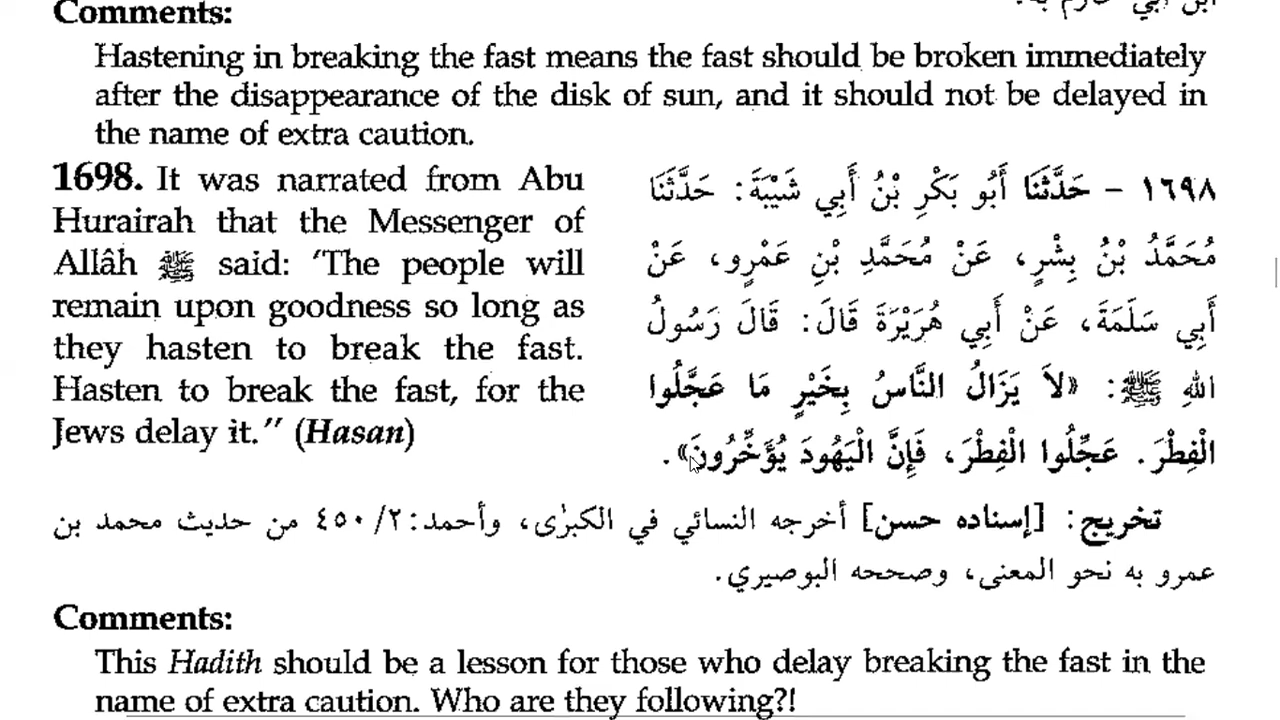 Comments:
Hastening in breaking the fast means the fast should be broken immediately
after the disappearance of the disk of sun, and it should not be delayed in
the name of extra caution.
1698. It was narrated from Abu
Hurairah that the Messenger of
Allâh ﷺ said: ‘The people will
remain upon goodness so long as
they hasten to break the fast.
Hasten to break the fast, for the
Jews delay it.” (Hasan)
١٦٩٨ - حَدَّثَنَا أَبُو بَكْرِ بْنُ أَبِي شَيْبَةَ: حَدَّثَنَا
مُحَمَّدُ بْنُ بِشْرٍ، عَنْ مُحَمَّدِ بْنِ عَمْرٍو، عَنْ
أَبِي سَلَمَةَ، عَنْ أَبِي هُرَيْرَةَ قَالَ: قَالَ رَسُولُ
اللهِ ﷺ: «لاَ يَزَالُ النَّاسُ بِخَيْرٍ مَا عَجَّلُوا
الْفِطْرَ. عَجِّلُوا الْفِطْرَ، فَإِنَّ الْيَهُودَ يُؤَخِّرُونَ».
تخريج: [إسناده حسن] أخرجه النسائي في الكبرٰى، وأحمد: ٢/ ٤٥٠ من حديث محمد بن
عمرو به نحو المعنى، وصححه البوصيري.
Comments:
This Hadith should be a lesson for those who delay breaking the fast in the
name of extra caution. Who are they following?!